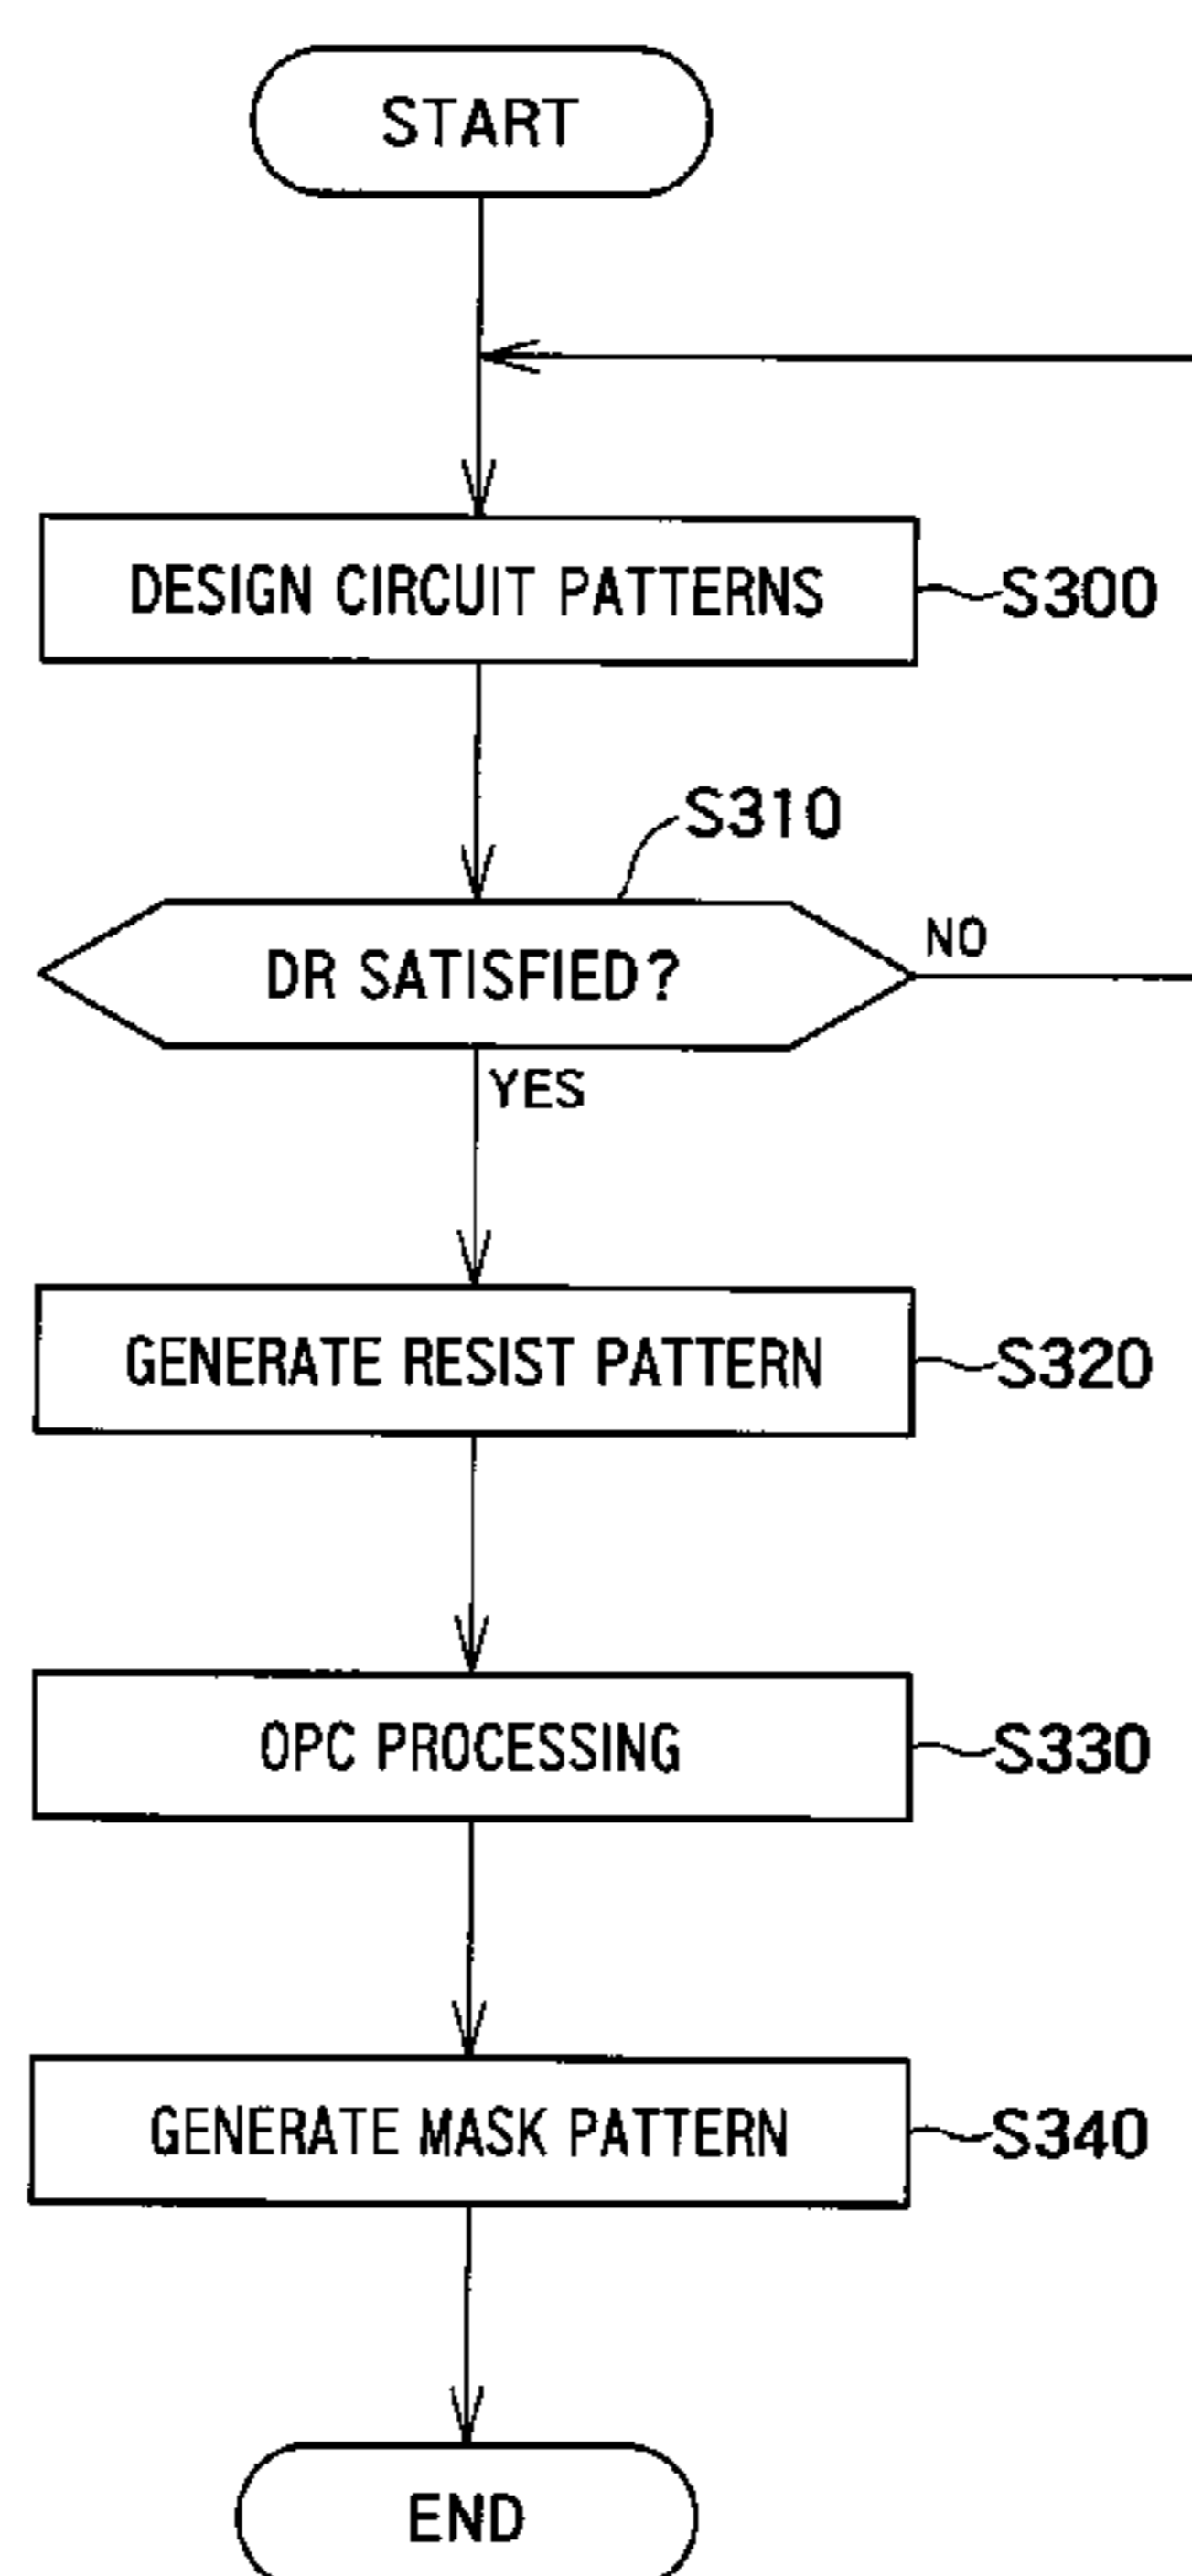 START
DESIGN CIRCUIT PATTERNS
S300
S310
DR SATISFIED?
NO
YES
GENERATE RESIST PATTERN
S320
OPC PROCESSING
S330
GENERATE MASK PATTERN
S340
END